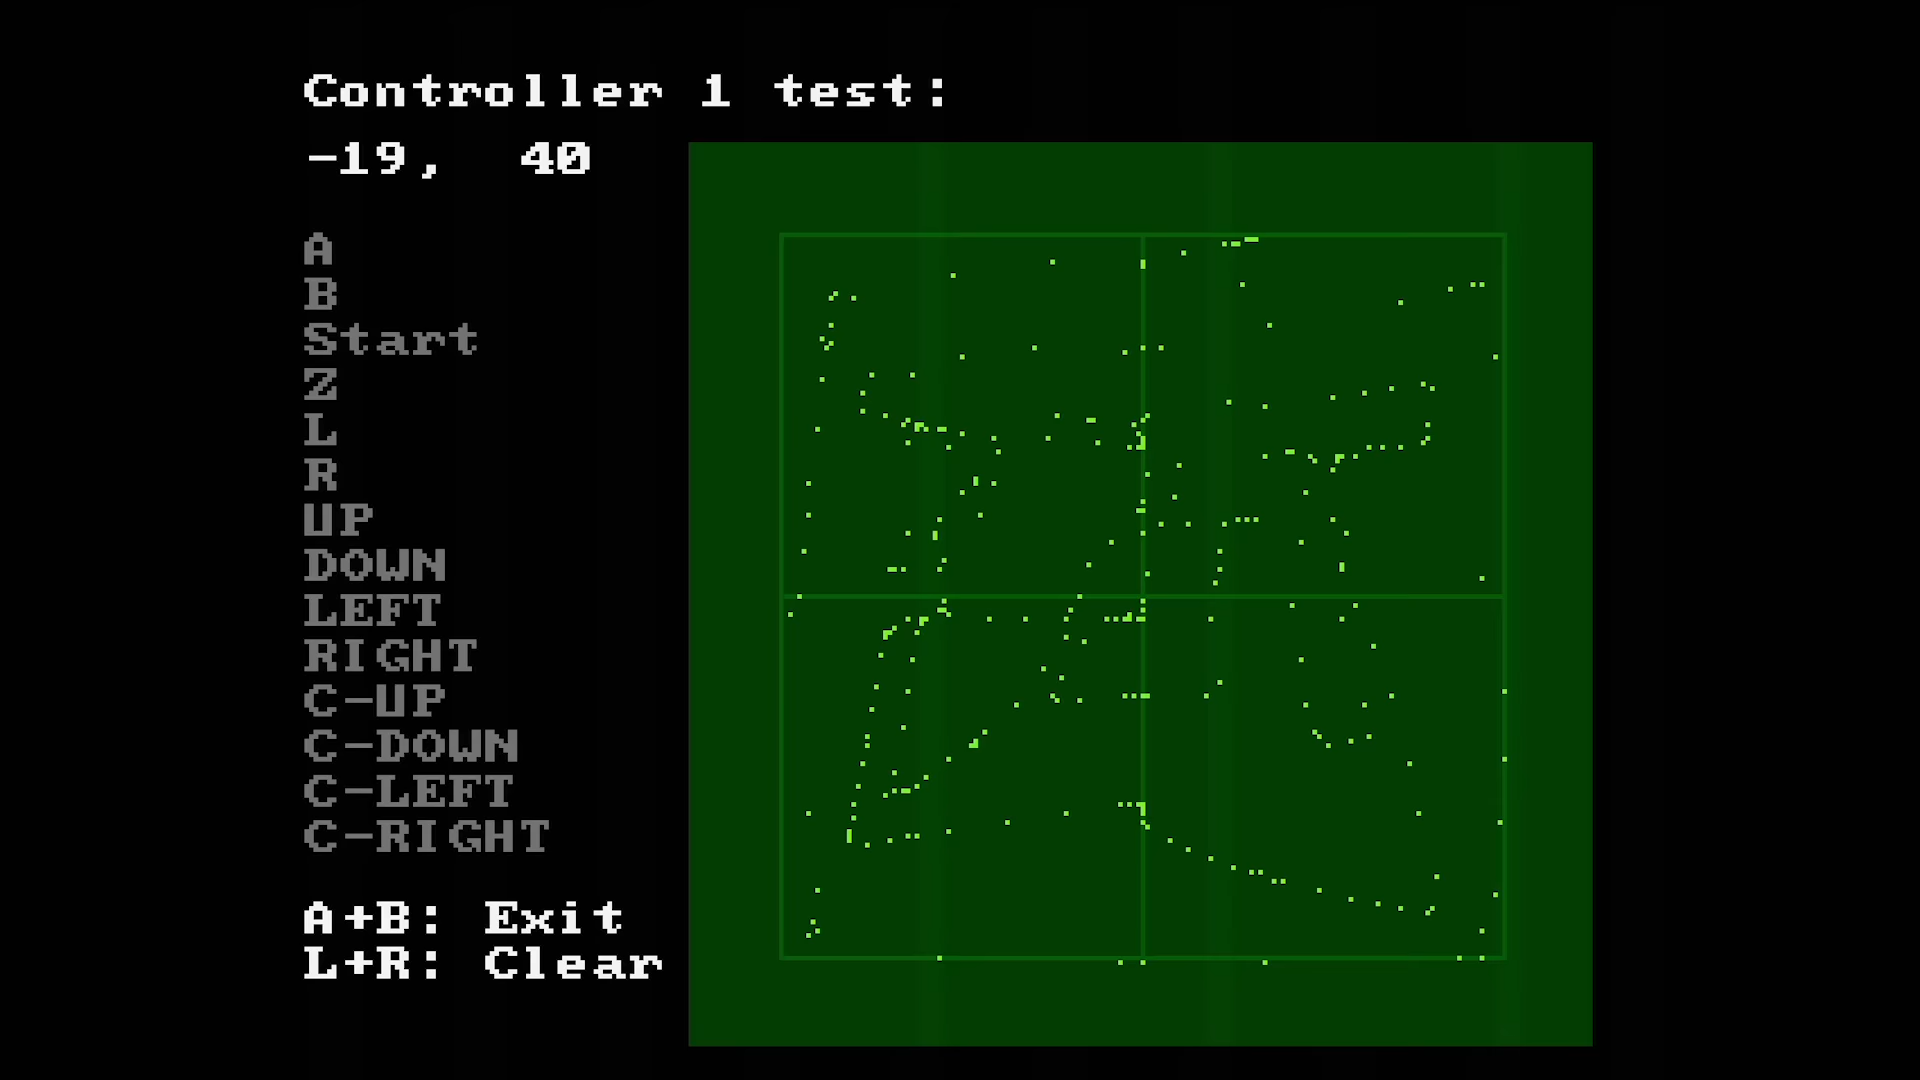 Controller 1 test:
-19,  40
A
B
Start
Z
L
R
UP
DOWN
LEFT
RIGHT
C-UP
C-DOWN
C-LEFT
C-RIGHT
A+B: Exit
L+R: Clear